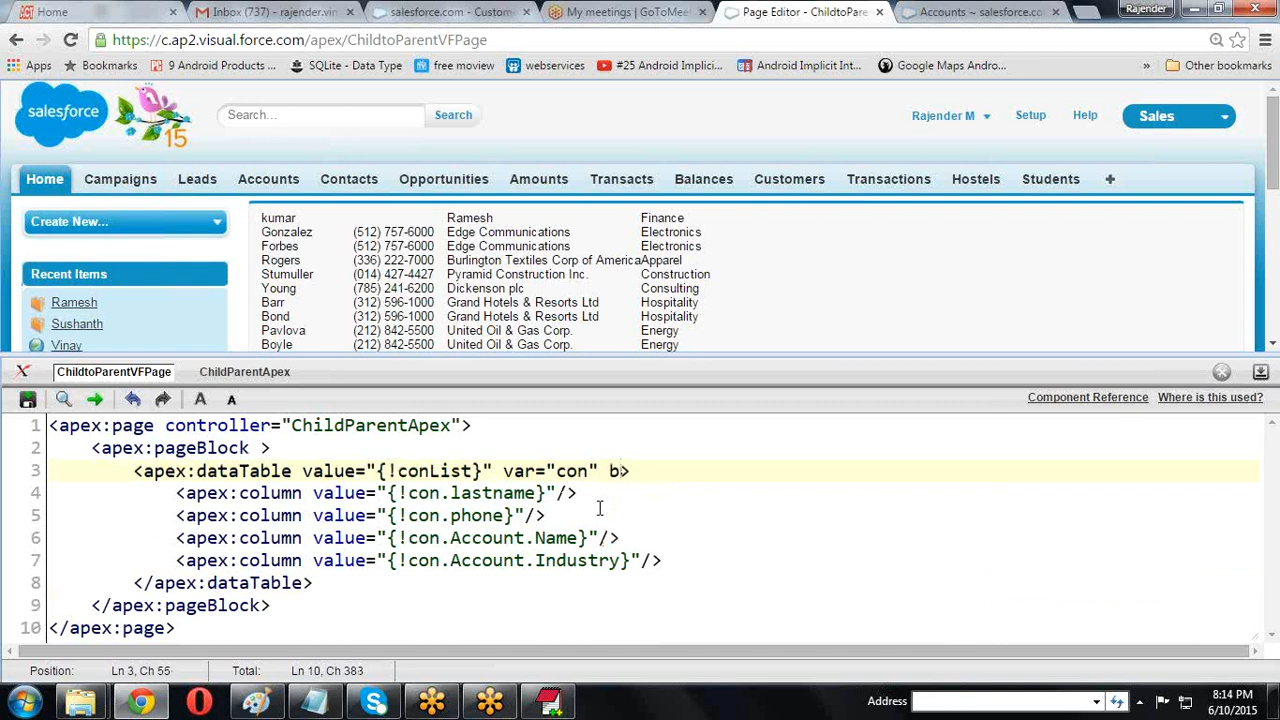 Home
Inbox (737) - rajender.vin
salesforce.com - Custom
My meetings | GoToMee
Page Editor - ChildtoPare
Accounts ~ salesforce.co
Rajender
https://c.ap2.visual.force.com/apex/ChildtoParentVFPage
Apps
Bookmarks
9 Android Products ...
SQLite - Data Type
free moview
webservices
#25 Android Implici...
Android Implicit Int...
Google Maps Andro...
»
Other bookmarks
salesforce
15
Search...
Search
Rajender M
Setup
Help
Sales
Home
Campaigns
Leads
Accounts
Contacts
Opportunities
Amounts
Transacts
Balances
Customers
Transactions
Hostels
Students
+
Create New...
Recent Items
Ramesh
Sushanth
Vinay
kumar Ramesh Finance
Gonzalez (512) 757-6000 Edge Communications Electronics
Forbes (512) 757-6000 Edge Communications Electronics
Rogers (336) 222-7000 Burlington Textiles Corp of America Apparel
Stumuller (014) 427-4427 Pyramid Construction Inc. Construction
Young (785) 241-6200 Dickenson plc Consulting
Barr (312) 596-1000 Grand Hotels & Resorts Ltd Hospitality
Bond (312) 596-1000 Grand Hotels & Resorts Ltd Hospitality
Pavlova (212) 842-5500 United Oil & Gas Corp. Energy
Boyle (212) 842-5500 United Oil & Gas Corp. Energy
ChildtoParentVFPage
ChildParentApex
A
A
Component Reference
Where is this used?
1 <apex:page controller="ChildParentApex">
2 <apex:pageBlock >
3 <apex:dataTable value="{!conList}" var="con" b>
4 <apex:column value="{!con.lastname}"/>
5 <apex:column value="{!con.phone}"/>
6 <apex:column value="{!con.Account.Name}"/>
7 <apex:column value="{!con.Account.Industry}"/>
8 </apex:dataTable>
9 </apex:pageBlock>
10 </apex:page>
Position: Ln 3, Ch 55
Total: Ln 10, Ch 383
Address
8:14 PM
6/10/2015